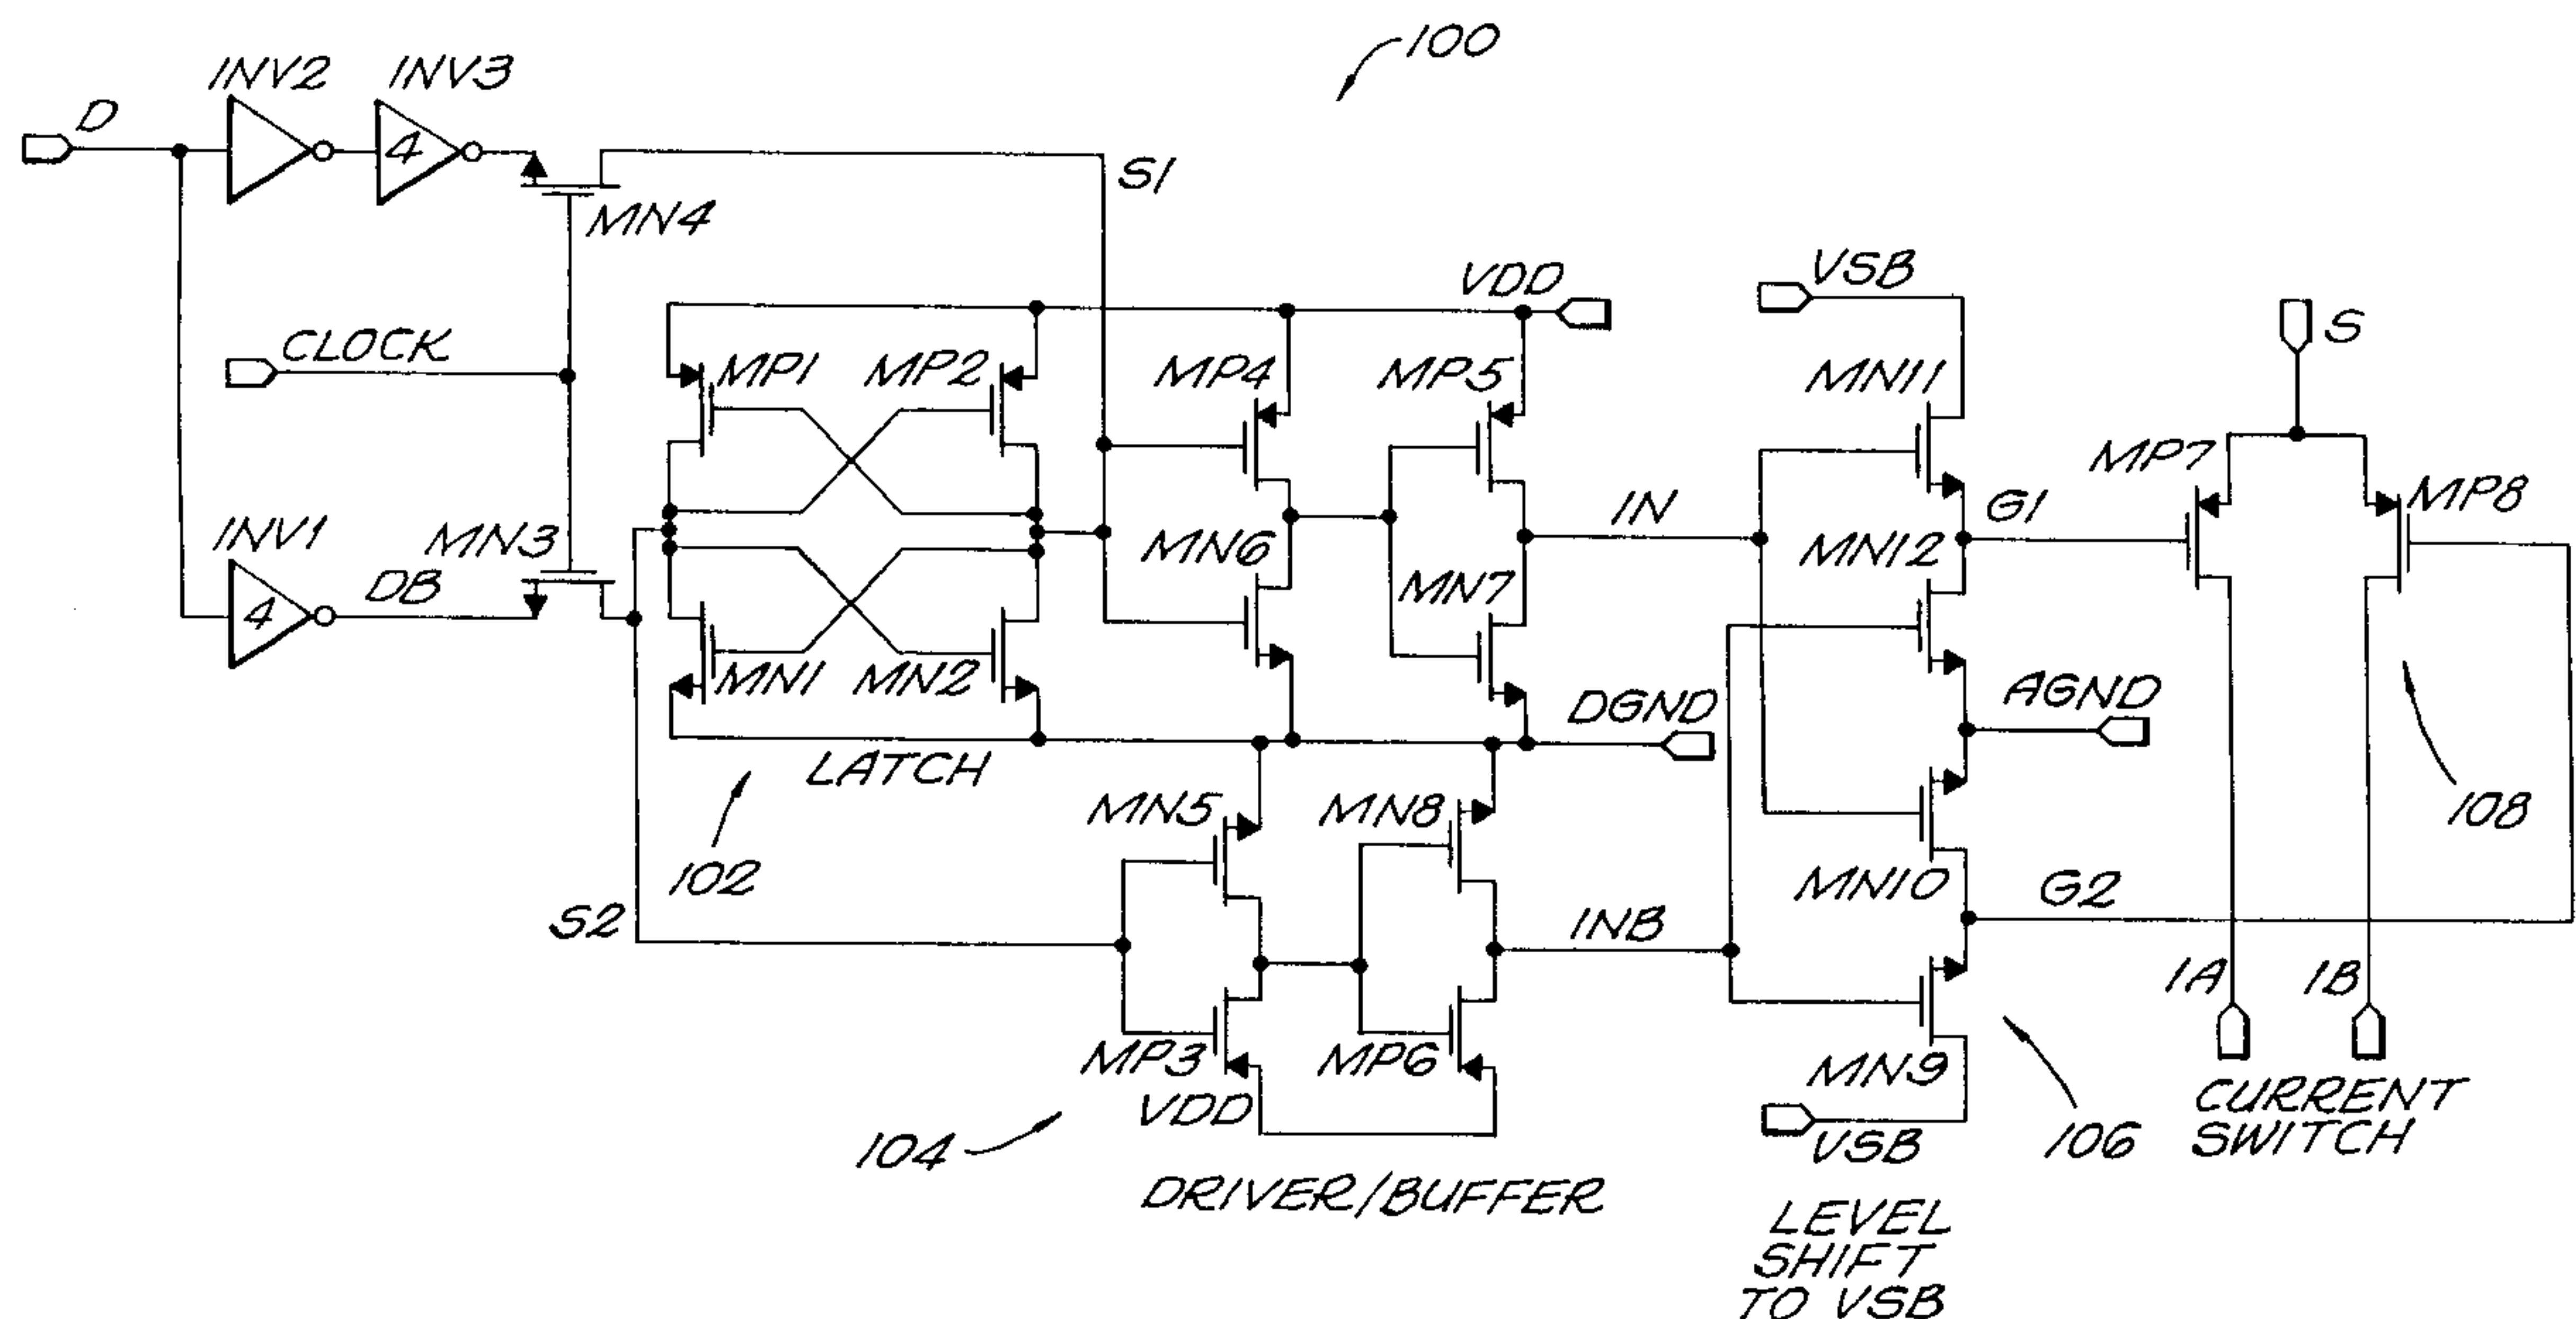 100
INV2
INV3
D
4
S1
MN4
VDD
VSB
S
CLOCK
MP1
MP2
MP4
MP5
MN11
MP7
MP8
IN
G1
INV1
MN3
MN6
MN12
DB
4
MN7
MN1
MN2
DGND
AGND
LATCH
108
MN5
MN8
102
MN10
G2
S2
INB
IA
IB
MP3
MP6
MN9
VDD
CURRENT
SWITCH
104
VSB
106
DRIVER/BUFFER
LEVEL
SHIFT
TO VSB